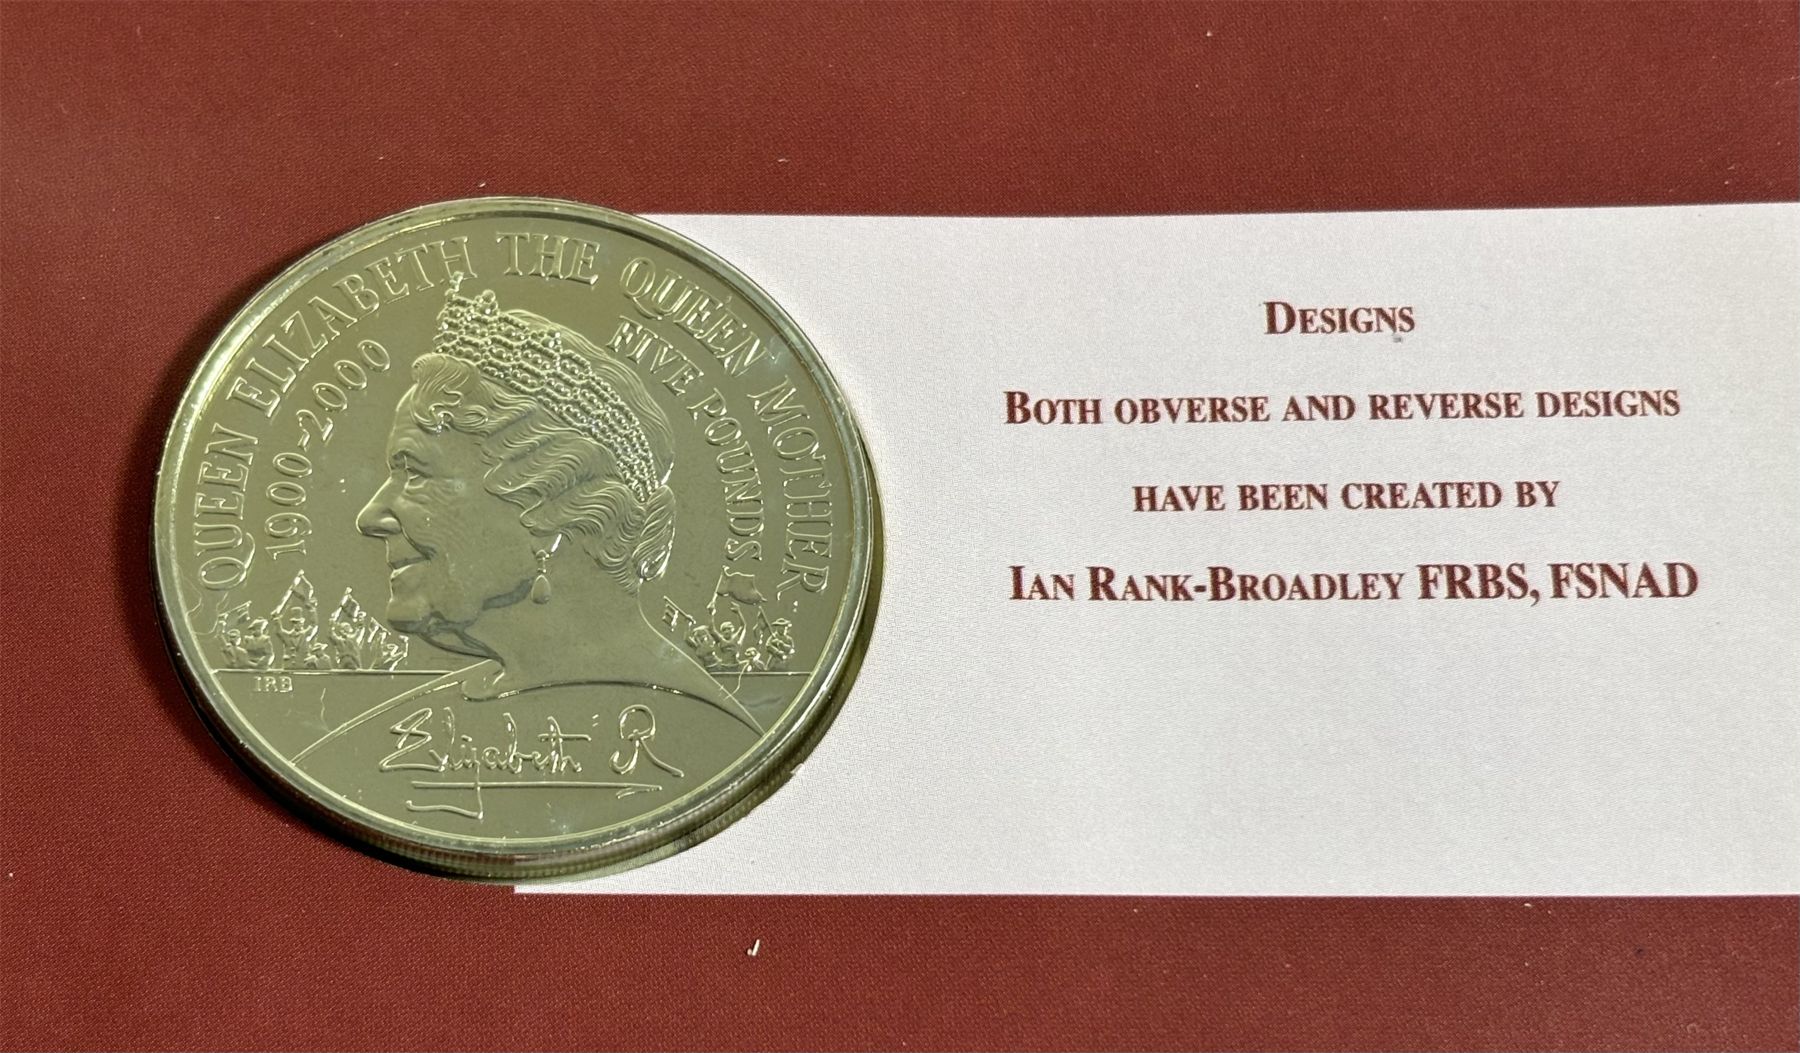 QUEEN ELIZABETH THE QUEEN MOTHER
1900-2000
FIVE POUNDS
IRB
Elizabeth R
DESIGNS
BOTH OBVERSE AND REVERSE DESIGNS
HAVE BEEN CREATED BY
IAN RANK-BROADLEY FRBS, FSNAD